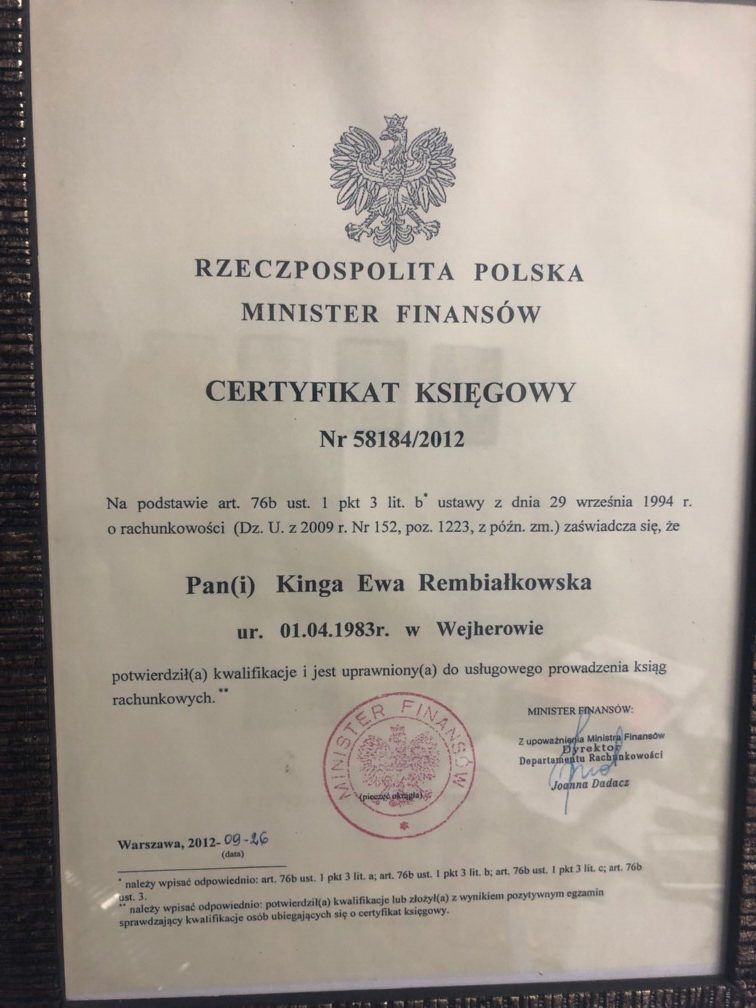 RZECZPOSPOLITA POLSKA
MINISTER FINANSÓW
CERTYFIKAT KSIĘGOWY
Nr 58184/2012
Na podstawie art. 76b ust. 1 pkt 3 lit. b* ustawy z dnia 29 września 1994 r.
o rachunkowości (Dz. U. z 2009 r. Nr 152, poz. 1223, z późn. zm.) zaświadcza się, że
Pan(i) Kinga Ewa Rembiałkowska
ur. 01.04.1983r. w Wejherowie
potwierdził(a) kwalifikacje i jest uprawniony(a) do usługowego prowadzenia ksiąg
rachunkowych.**
MINISTER FINANSÓW
(pieczęć okrągła)
MINISTER FINANSÓW:
Z upoważnienia Ministra Finansów
Dyrektor
Departamentu Rachunkowości
Joanna Dadacz
Warszawa, 2012-09-26
(data)
* należy wpisać odpowiednio: art. 76b ust. 1 pkt 3 lit. a; art. 76b ust. 1 pkt 3 lit. b; art. 76b ust. 1 pkt 3 lit. c; art. 76b
ust. 3.
** należy wpisać odpowiednio: potwierdził(a) kwalifikacje lub złożył(a) z wynikiem pozytywnym egzamin
sprawdzający kwalifikacje osób ubiegających się o certyfikat księgowy.